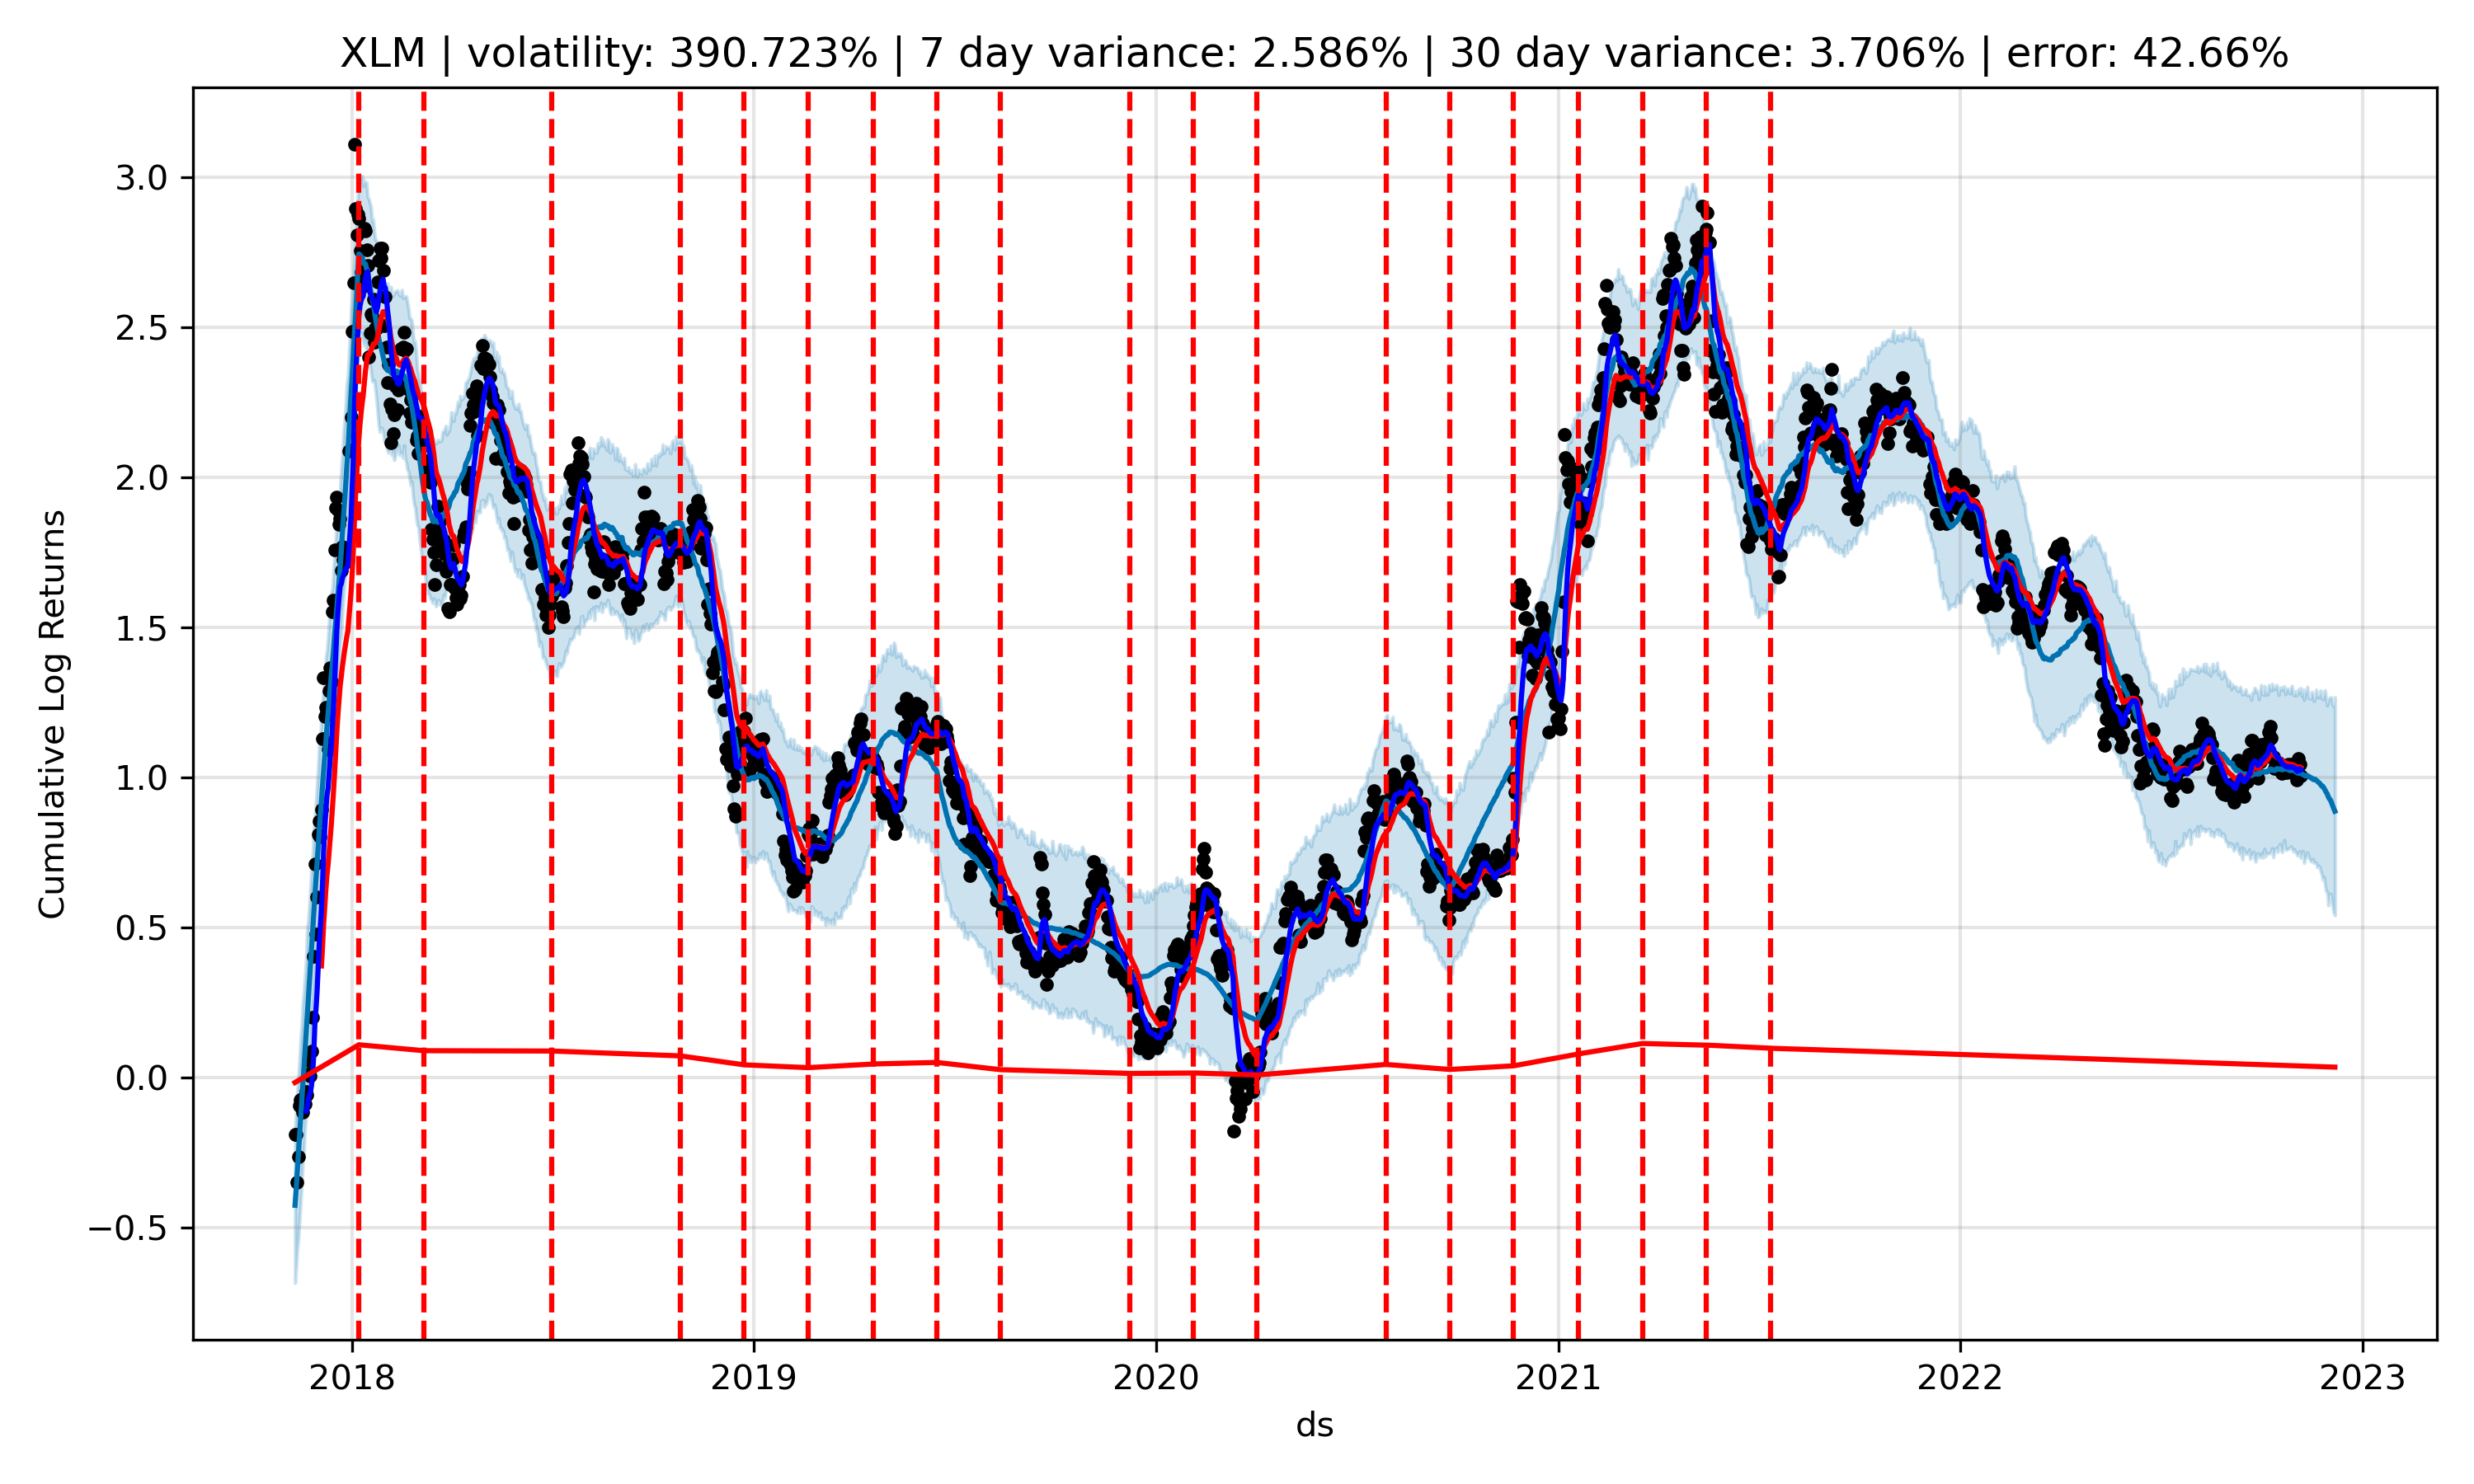 XLM | volatility: 390.723% | 7 day variance: 2.586% | 30 day variance: 3.706% | error: 42.66%
Cumulative Log Returns
3.0
2.5
2.0
1.5
1.0
0.5
0.0
−0.5
2018 2019 2020 2021 2022 2023
ds